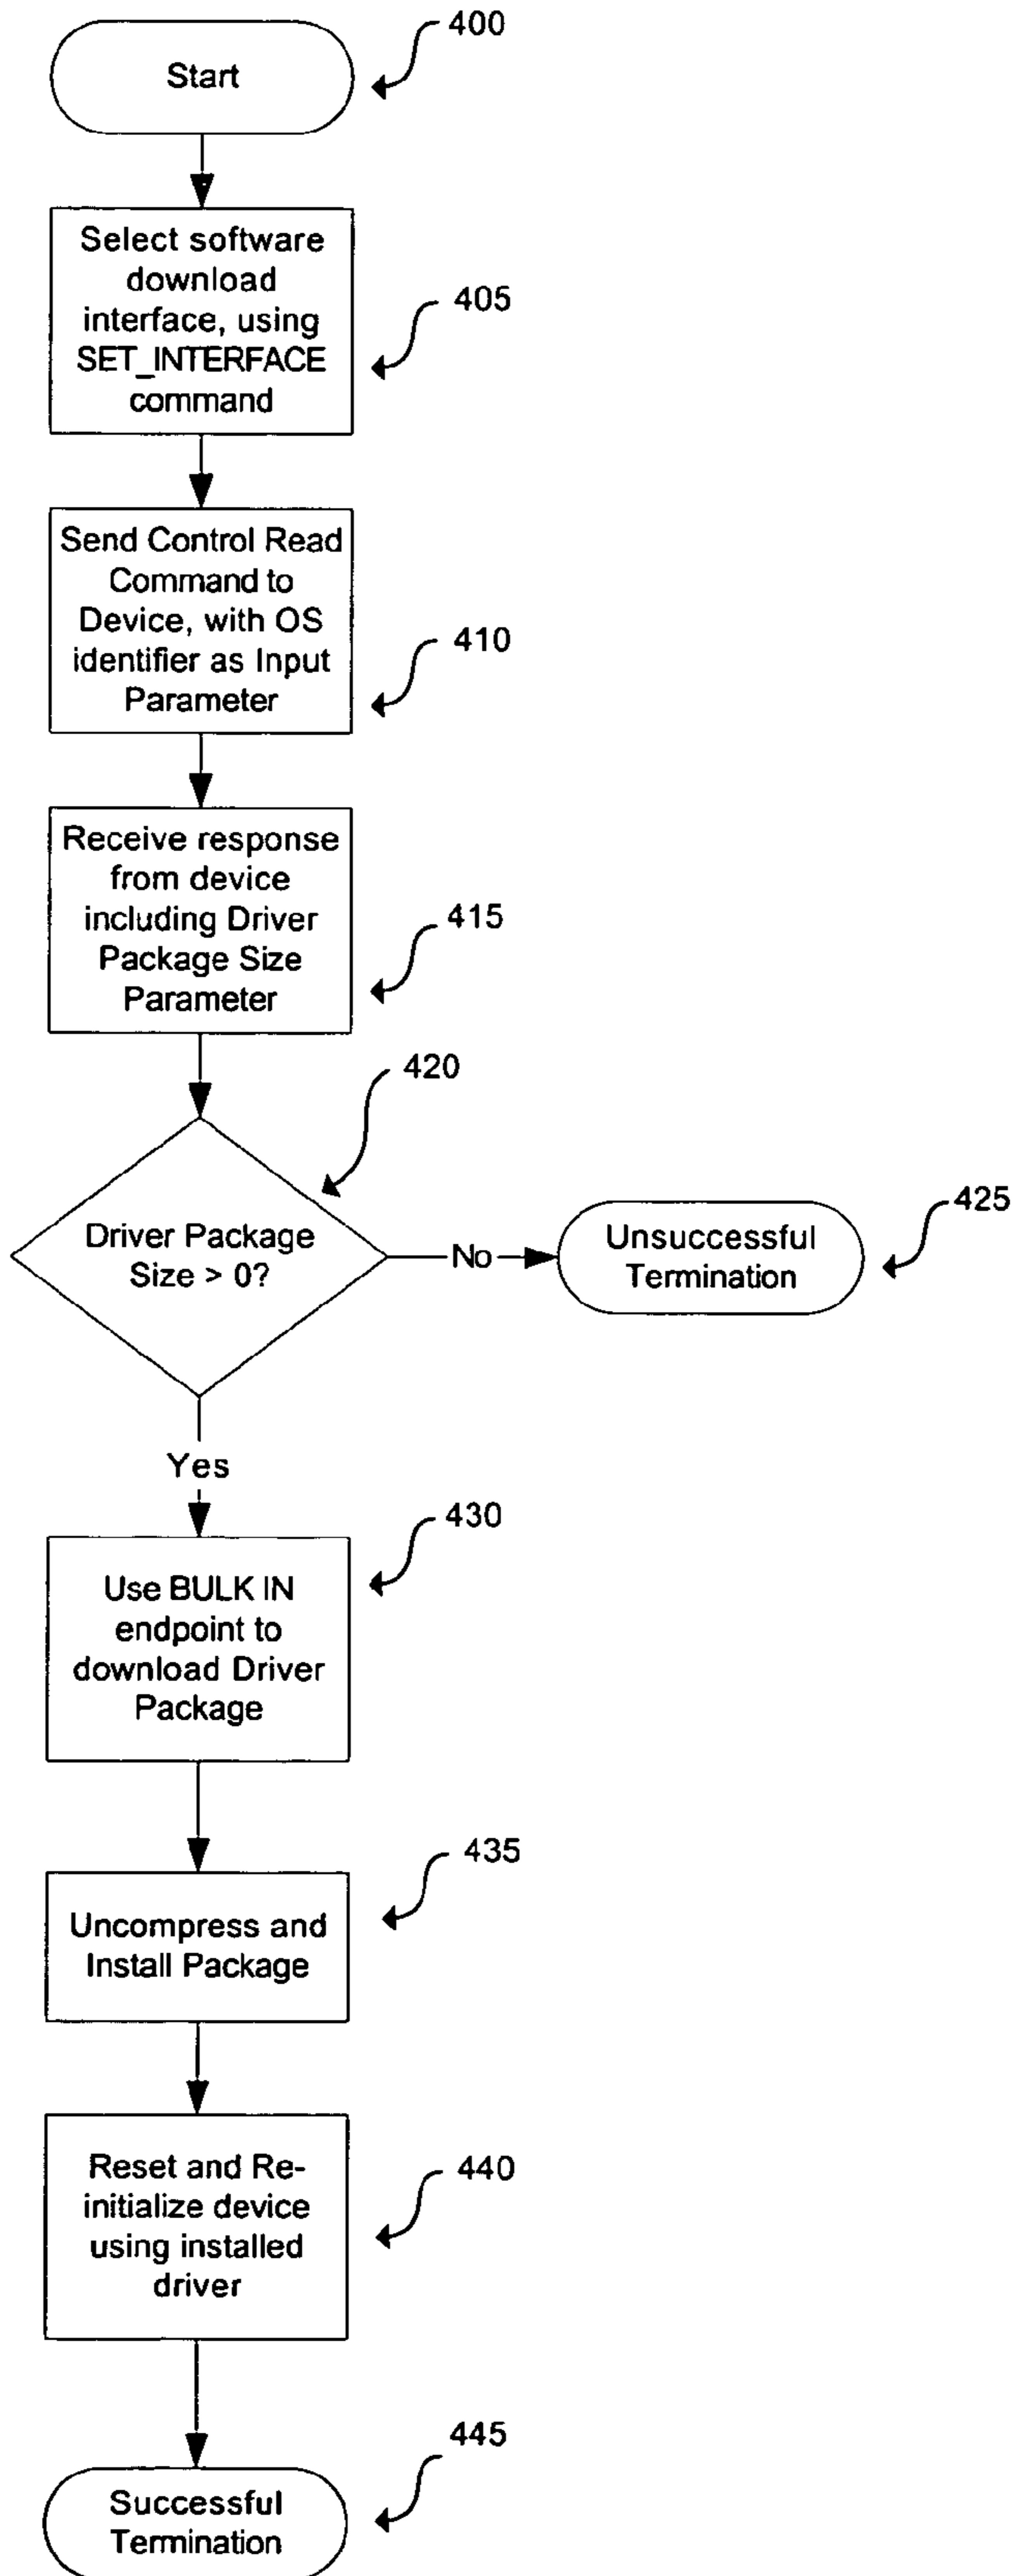 400
Start
Select software
download
interface, using
SET_INTERFACE
command
405
Send Control Read
Command to
Device, with OS
identifier as Input
Parameter
410
Receive response
from device
including Driver
Package Size
Parameter
415
420
Driver Package
Size > 0?
No
Unsuccessful
Termination
425
Yes
430
Use BULK IN
endpoint to
download Driver
Package
435
Uncompress and
Install Package
Reset and Re-
initialize device
using installed
driver
440
445
Successful
Termination